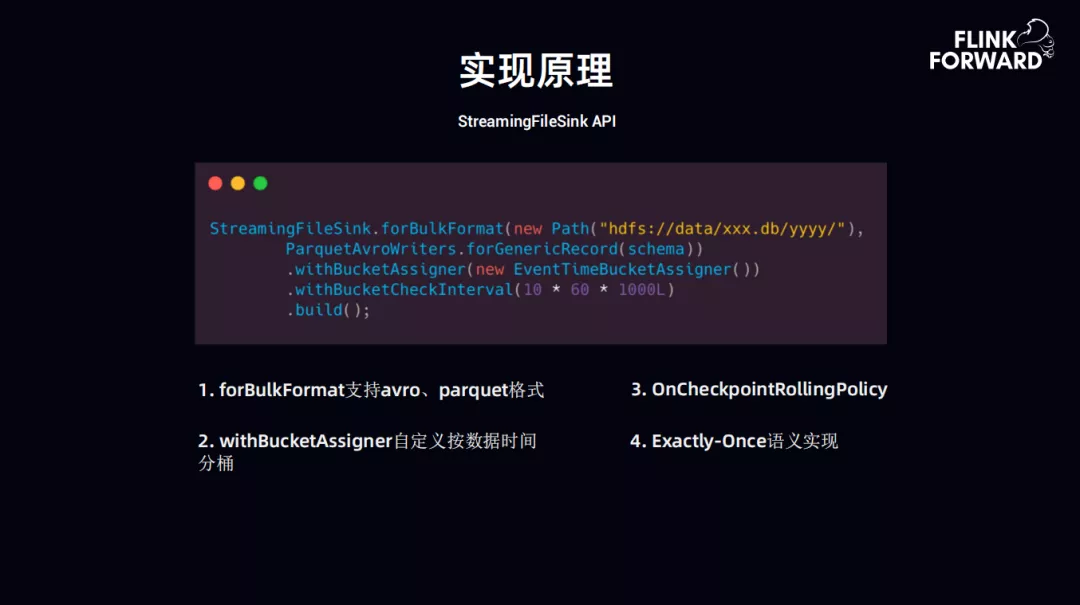 FLINK
FORWARD
实现原理
StreamingFileSink API
StreamingFileSink.forBulkFormat(new Path("hdfs://data/xxx.db/yyyy/"),
        ParquetAvroWriters.forGenericRecord(schema))
        .withBucketAssigner(new EventTimeBucketAssigner())
        .withBucketCheckInterval(10 * 60 * 1000L)
        .build();
1. forBulkFormat支持avro、parquet格式
2. withBucketAssigner自定义按数据时间
分桶
3. OnCheckpointRollingPolicy
4. Exactly-Once语义实现